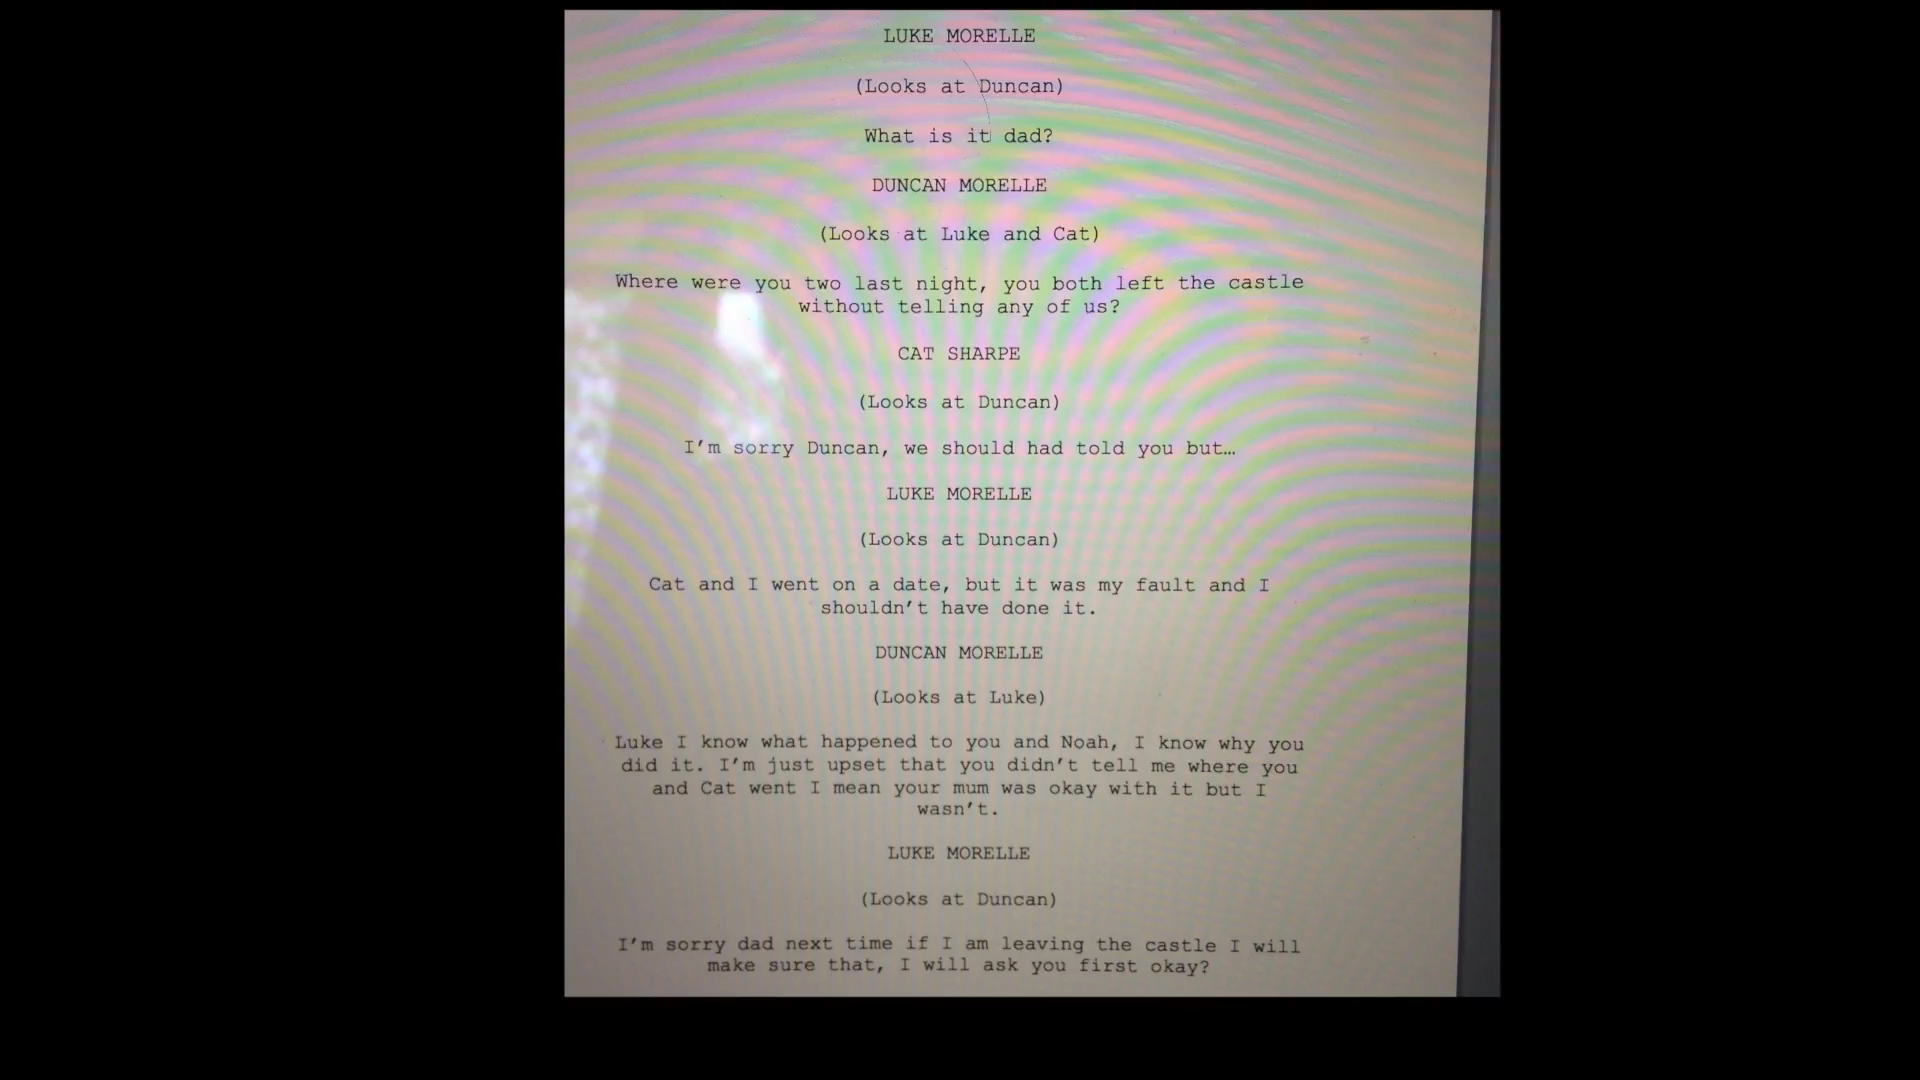 LUKE MORELLE
(Looks at Duncan)
What is it dad?
DUNCAN MORELLE
(Looks at Luke and Cat)
Where were you two last night, you both left the castle
without telling any of us?
CAT SHARPE
(Looks at Duncan)
I'm sorry Duncan, we should had told you but…
LUKE MORELLE
(Looks at Duncan)
Cat and I went on a date, but it was my fault and I
shouldn't have done it.
DUNCAN MORELLE
(Looks at Luke)
Luke I know what happened to you and Noah, I know why you
did it. I'm just upset that you didn't tell me where you
and Cat went I mean your mum was okay with it but I
wasn't.
LUKE MORELLE
(Looks at Duncan)
I'm sorry dad next time if I am leaving the castle I will
make sure that, I will ask you first okay?